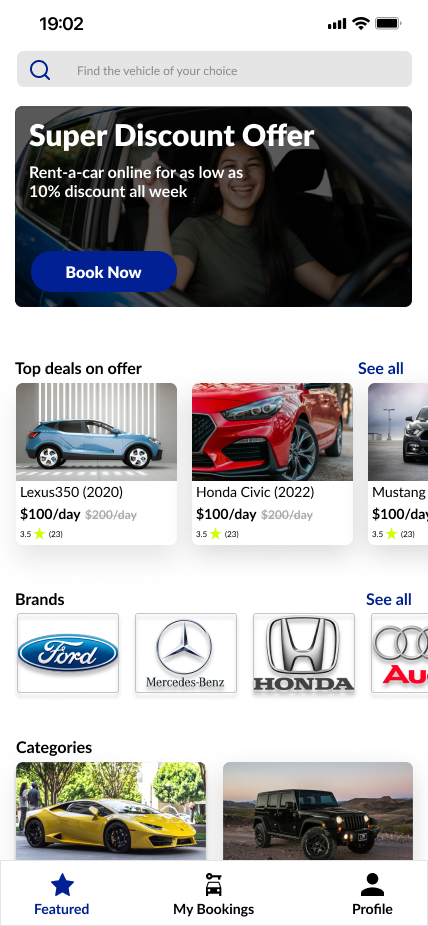 19:02
Find the vehicle of your choice
Super Discount Offer
Rent-a-car online for as low as
10% discount all week
Book Now
Top deals on offer
See all
Lexus350 (2020)
$100/day $200/day
3.5 (23)
Honda Civic (2022)
$100/day $200/day
3.5 (23)
Mustang
$100/da
3.5 (23)
Brands
See all
Ford
Mercedes-Benz
HONDA
Au
Categories
Featured
My Bookings
Profile